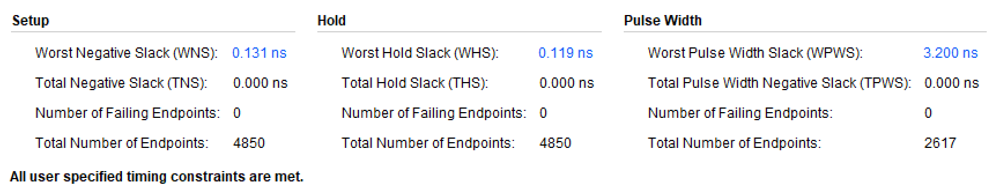 Setup Hold Pulse Width
Worst Negative Slack (WNS): 0.131 ns Worst Hold Slack (WHS): 0.119 ns Worst Pulse Width Slack (WPWS): 3.200 ns
Total Negative Slack (TNS): 0.000 ns Total Hold Slack (THS): 0.000 ns Total Pulse Width Negative Slack (TPWS): 0.000 ns
Number of Failing Endpoints: 0 Number of Failing Endpoints: 0 Number of Failing Endpoints: 0
Total Number of Endpoints: 4850 Total Number of Endpoints: 4850 Total Number of Endpoints: 2617
All user specified timing constraints are met.